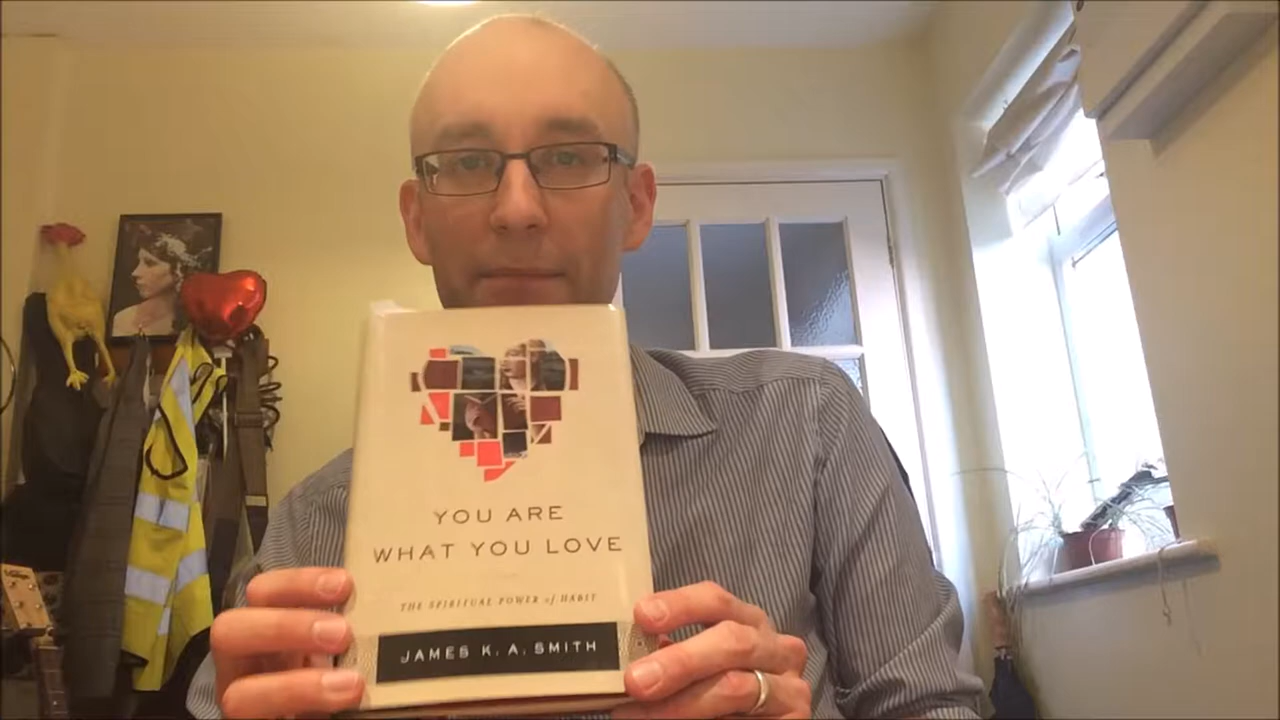 YOU ARE
WHAT YOU LOVE
THE SPIRITUAL POWER of HABIT
JAMES K. A. SMITH